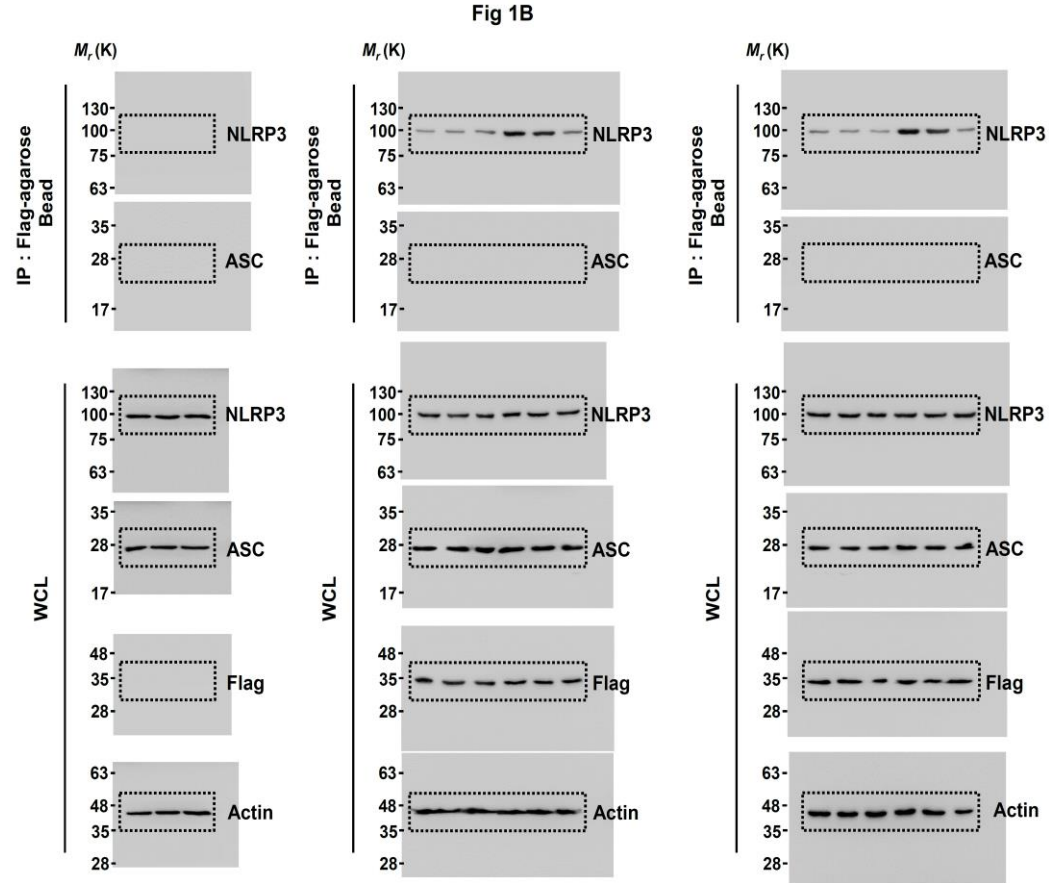 Fig 1B
Mr (K)
IP : Flag-agarose
Bead
130-
100-
75-
63-
NLRP3
35-
28-
17-
ASC
WCL
130-
100-
75-
63-
NLRP3
35-
28-
17-
ASC
48-
35-
28-
Flag
63-
48-
35-
28-
Actin
Mr (K)
IP : Flag-agarose
Bead
130-
100-
75-
63-
NLRP3
35-
28-
17-
ASC
WCL
130-
100-
75-
63-
NLRP3
35-
28-
17-
ASC
48-
35-
28-
Flag
63-
48-
35-
28-
Actin
Mr (K)
IP : Flag-agarose
Bead
130-
100-
75-
63-
NLRP3
35-
28-
17-
ASC
WCL
130-
100-
75-
63-
NLRP3
35-
28-
17-
ASC
48-
35-
28-
Flag
63-
48-
35-
28-
Actin